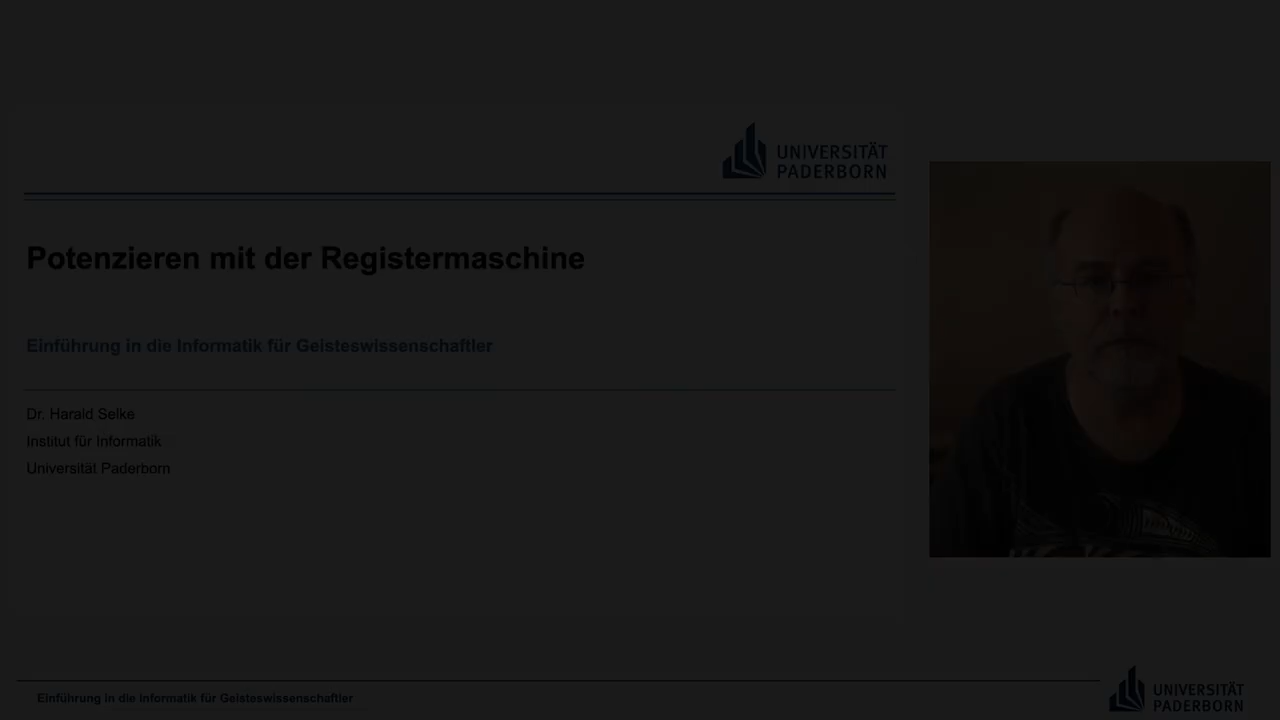 UNIVERSITÄT
PADERBORN
Potenzieren mit der Registermaschine
Einführung in die Informatik für Geisteswissenschaftler
Dr. Harald Selke
Institut für Informatik
Universität Paderborn
Einführung in die Informatik für Geisteswissenschaftler
UNIVERSITÄT
PADERBORN